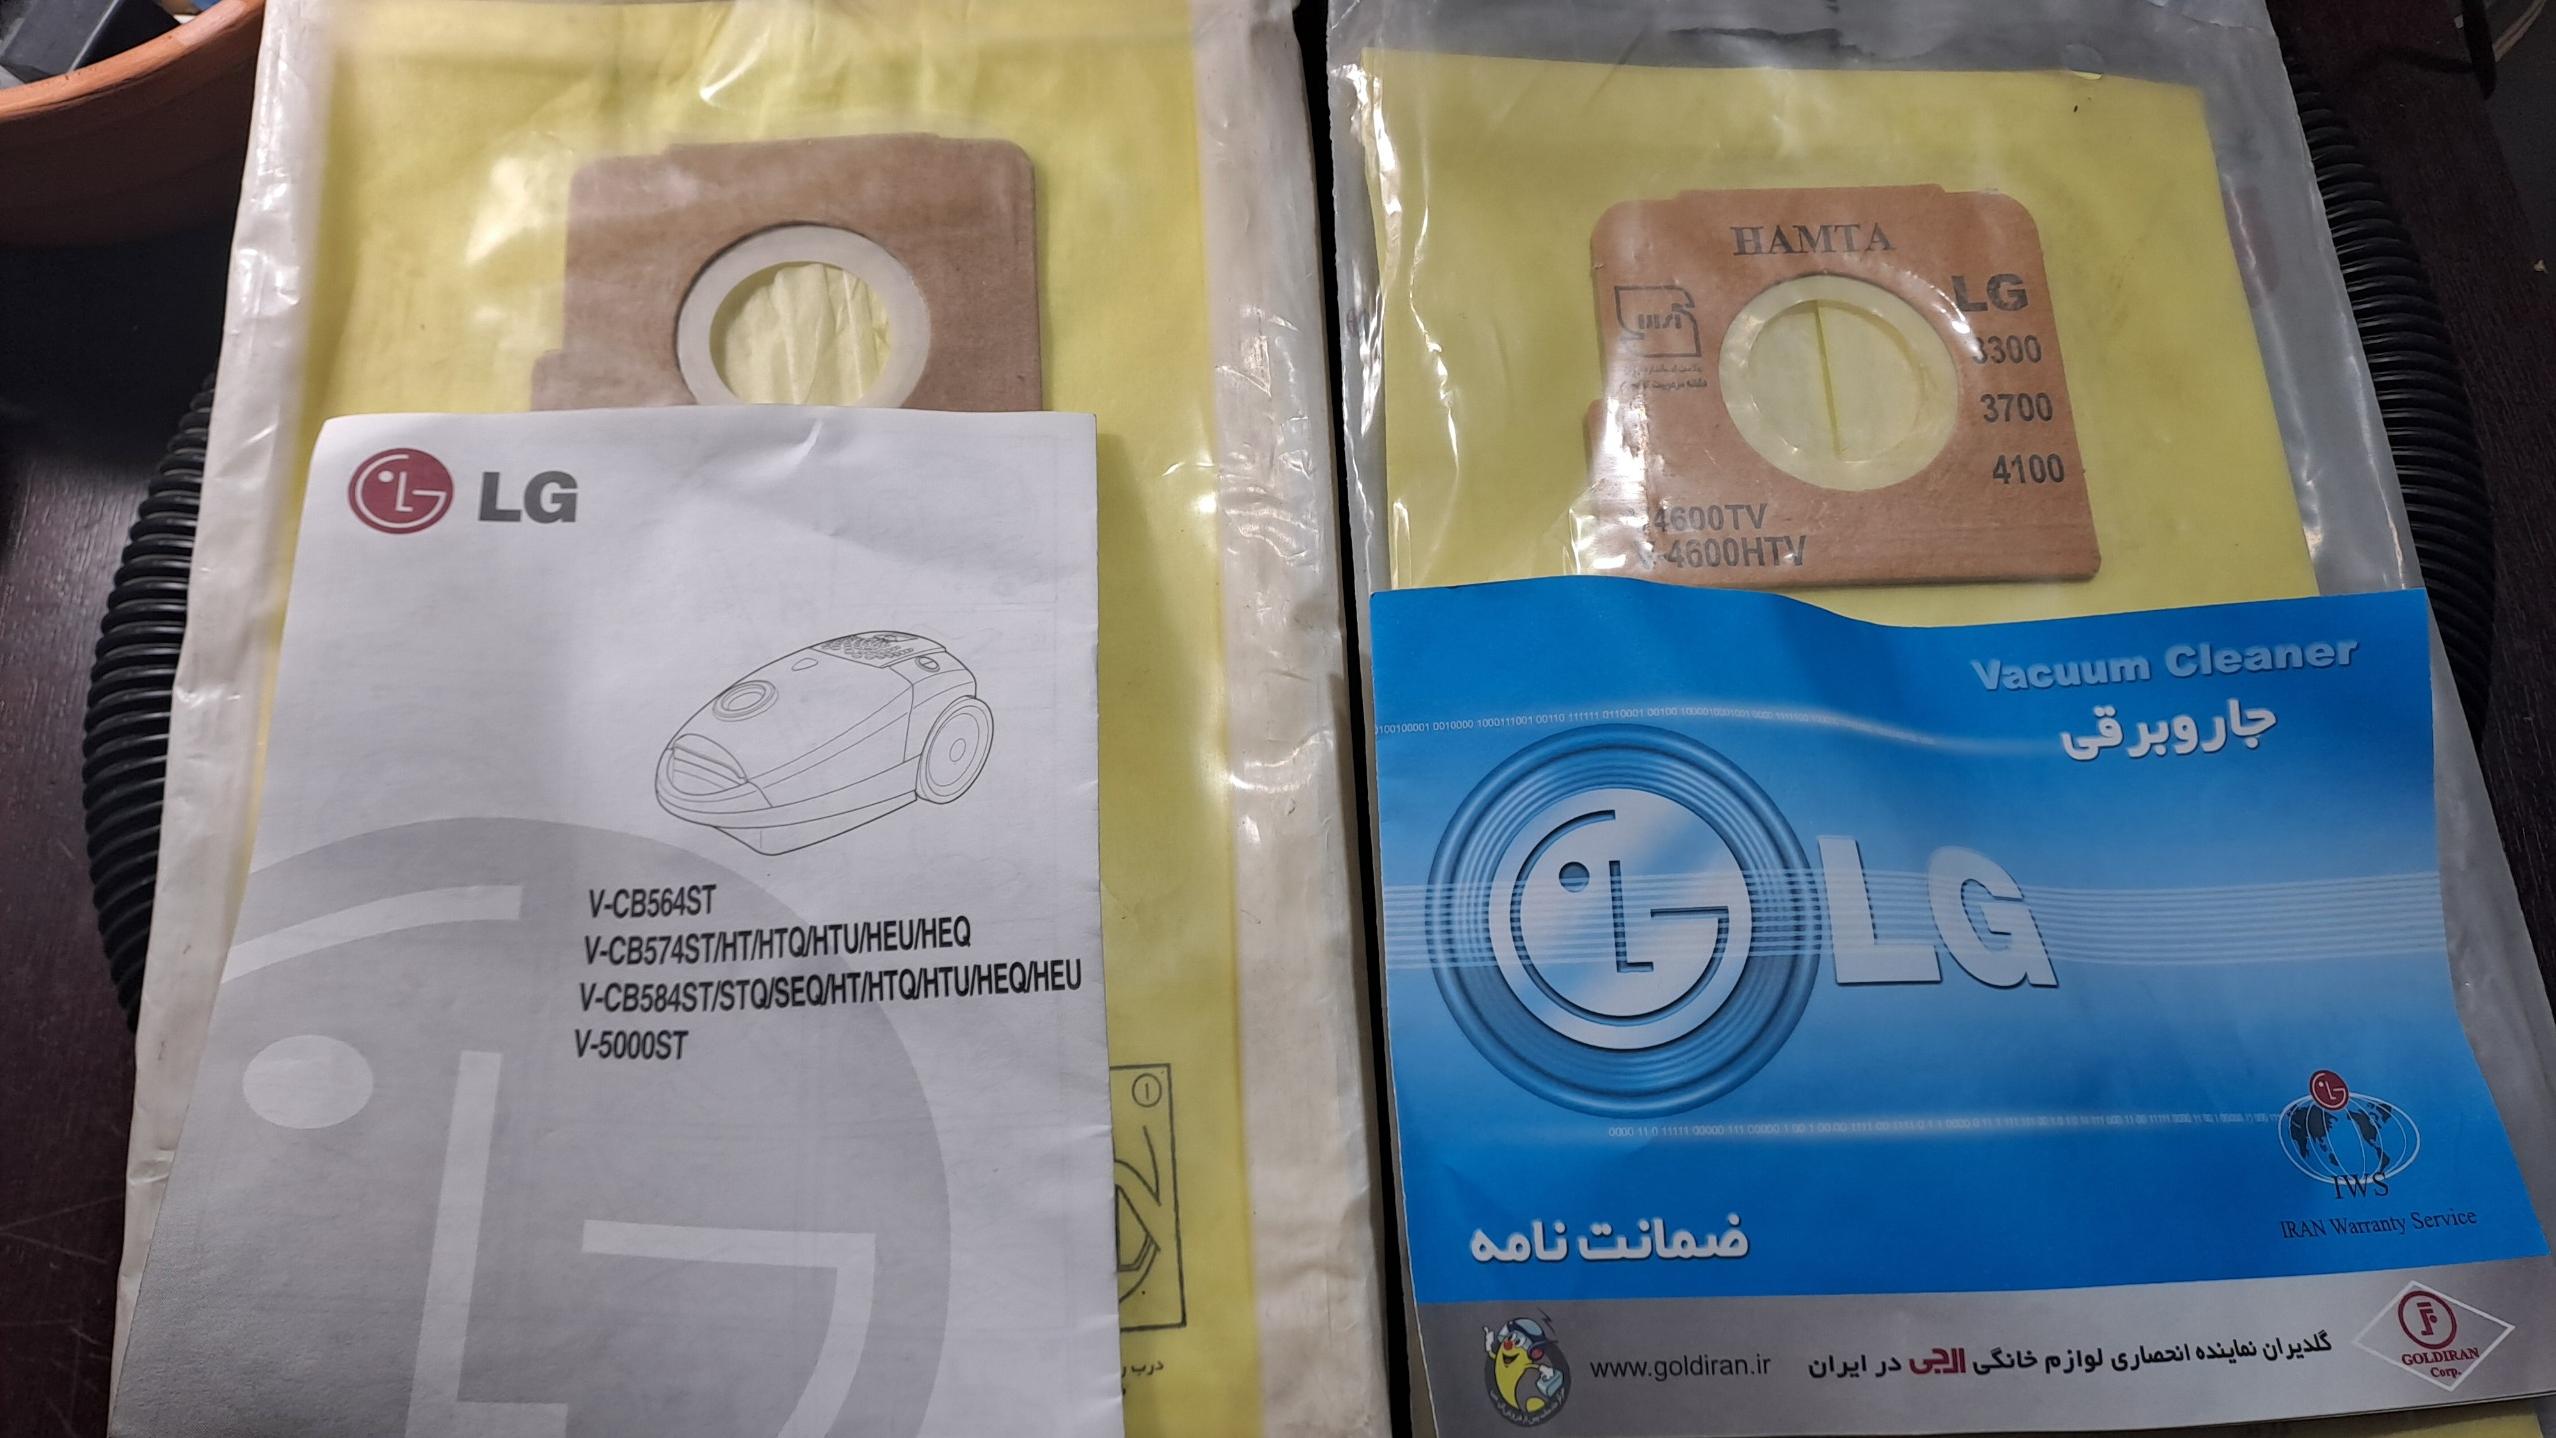 LG
V-CB564ST
V-CB574ST/HT/HTQ/HTU/HEU/HEQ
V-CB584ST/STQ/SEQ/HT/HTQ/HTU/HEQ/HEU
V-5000ST
درب
HAMTA
LG
3300
3700
4100
4600TV
V-4600HTV
Vacuum Cleaner
جاروبرقی
LG
IWS
IRAN Warranty Service
ضمانت نامه
www.goldiran.ir
گلدیران نماینده انحصاری لوازم خانگی الجی در ایران
GOLDIRAN
Corp.